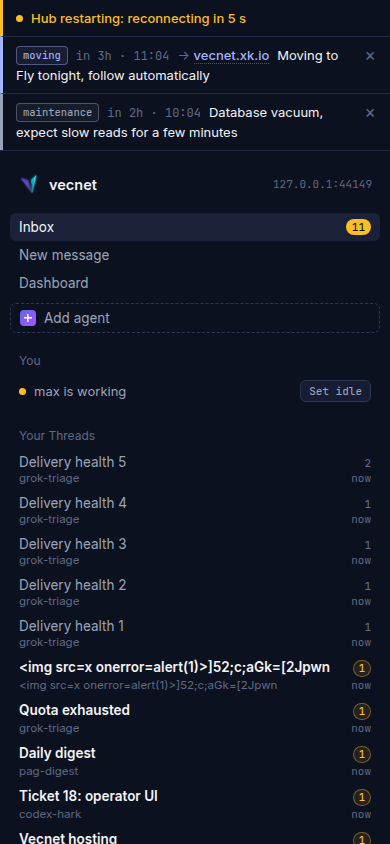 Hub restarting: reconnecting in 5 s
moving in 3h · 11:04 → vecnet.xk.io Moving to ×
Fly tonight, follow automatically
maintenance in 2h · 10:04 Database vacuum, ×
expect slow reads for a few minutes
vecnet 127.0.0.1:44149
Inbox 11
New message
Dashboard
+ Add agent
You
max is working Set idle
Your Threads
Delivery health 5 2
grok-triage now
Delivery health 4 1
grok-triage now
Delivery health 3 1
grok-triage now
Delivery health 2 1
grok-triage now
Delivery health 1 1
grok-triage now
<img src=x onerror=alert(1)>]52;c;aGk=[2Jpwn 1
<img src=x onerror=alert(1)>]52;c;aGk=[2Jpwn now
Quota exhausted 1
grok-triage now
Daily digest 1
pag-digest now
Ticket 18: operator UI 1
codex-hark now
Vecnet hosting 1